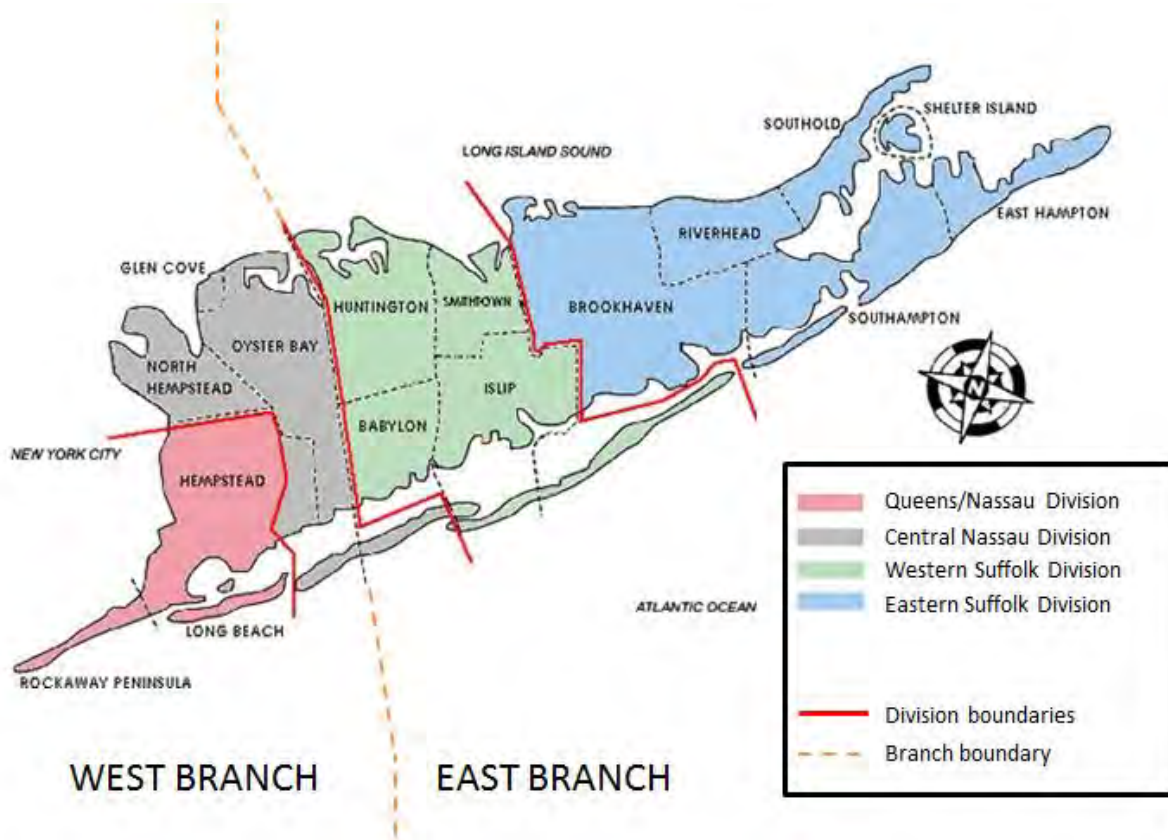 SHELTER ISLAND
SOUTHOLD
LONG ISLAND SOUND
EAST HAMPTON
RIVERHEAD
GLEN COVE
HUNTINGTON
SMITHTOWN
BROOKHAVEN
SOUTHAMPTON
OYSTER BAY
NORTH
HEMPSTEAD
ISLIP
BABYLON
N
NEW YORK CITY
HEMPSTEAD
Queens/Nassau Division
Central Nassau Division
Western Suffolk Division
Eastern Suffolk Division
ATLANTIC OCEAN
LONG BEACH
ROCKAWAY PENINSULA
Division boundaries
Branch boundary
WEST BRANCH
EAST BRANCH